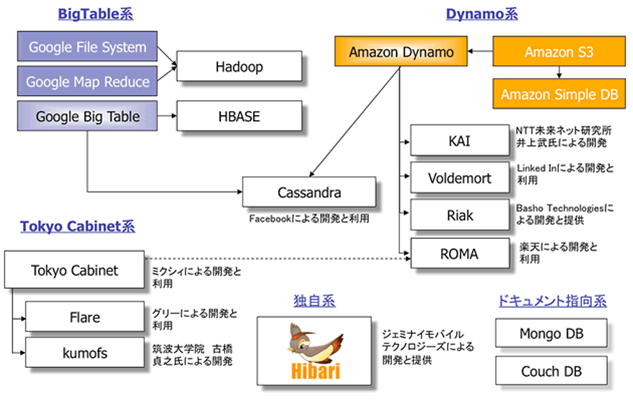 BigTable系
Dynamo系
Google File System
Google Map Reduce
Google Big Table
Hadoop
HBASE
Amazon Dynamo
Amazon S3
Amazon Simple DB
KAI
NTT未来ネット研究所
井上武氏による開発
Voldemort
Linked Inによる開発と
利用
Cassandra
Facebookによる開発と利用
Riak
Basho Technologiesに
よる開発と提供
ROMA
楽天による開発と
利用
Tokyo Cabinet系
Tokyo Cabinet
ミクシィによる開発と
利用
Flare
グリーによる開発と
利用
kumofs
筑波大学院 古橋
貞之氏による開発
独自系
Hibari
ジェミナイモバイル
テクノロジーズによる
開発と提供
ドキュメント指向系
Mongo DB
Couch DB